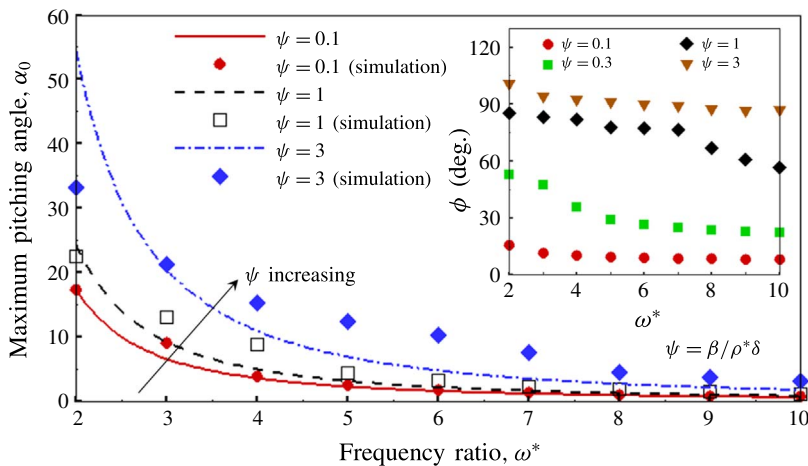 60
50
40
30
20
10
0
Maximum pitching angle, α₀
2 3 4 5 6 7 8 9 10
Frequency ratio, ω*
ψ = 0.1
ψ = 0.1 (simulation)
ψ = 1
ψ = 1 (simulation)
ψ = 3
ψ = 3 (simulation)
ψ increasing
120
90
60
30
0
ϕ (deg.)
ψ = 0.1 ψ = 1
ψ = 0.3 ψ = 3
2 4 6 8 10
ω*
ψ = β/ρ*δ